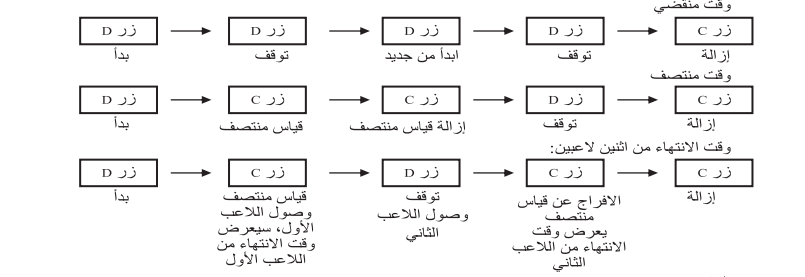 وقت منقضي
زر D → زر D → زر D → زر D → زر C
بدأ توقف ابدأ من جديد توقف إزالة
وقت منتصف
زر D → زر C → زر C → زر D → زر C
بدأ قياس منتصف إزالة قياس منتصف توقف إزالة
وقت الانتهاء من اثنين لاعبين:
زر D → زر C → زر D → زر C → زر C
بدأ
قياس منتصف
وصول اللاعب
الأول، سيعرض
وقت الانتهاء من
اللاعب الأول
توقف
وصول اللاعب
الثاني
الافراج عن قياس
منتصف
يعرض وقت
الانتهاء من اللاعب
الثاني
إزالة